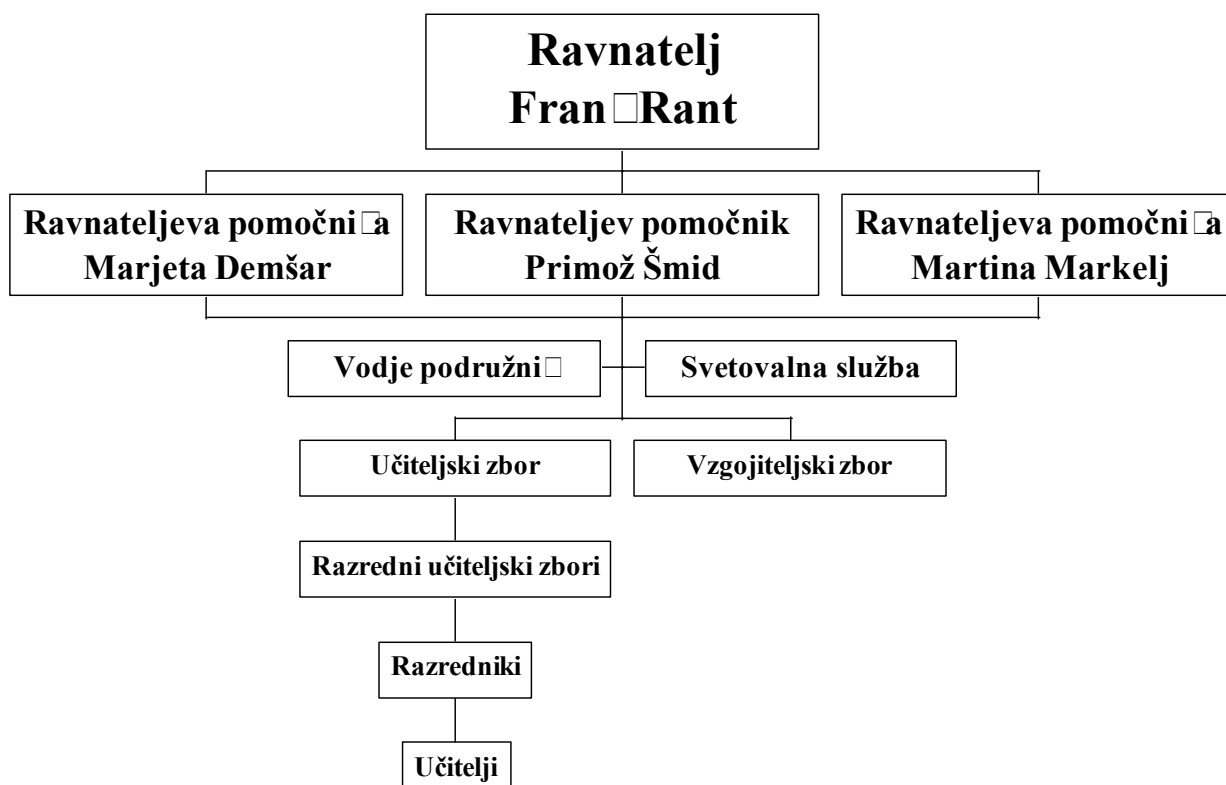 Ravnatelj
Fran□Rant
Ravnateljeva pomočni□a
Marjeta Demšar
Ravnateljev pomočnik
Primož Šmid
Ravnateljeva pomočni□a
Martina Markelj
Vodje podružni□
Svetovalna služba
Učiteljski zbor
Vzgojiteljski zbor
Razredni učiteljski zbori
Razredniki
Učitelji